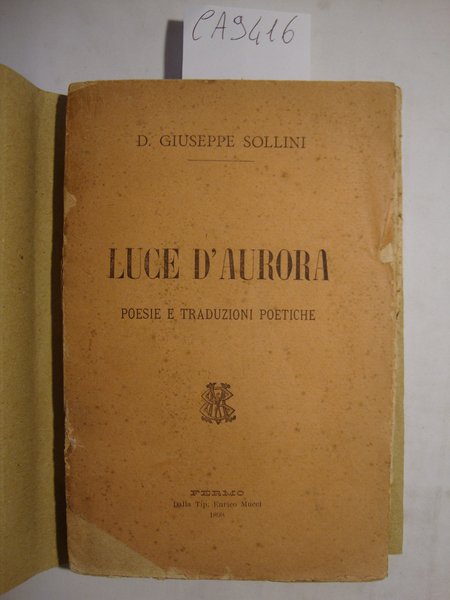 CA9416
D. GIUSEPPE SOLLINI
LUCE D'AURORA
POESIE E TRADUZIONI POETICHE
FERMO
Dalla Tip. Enrico Mucci